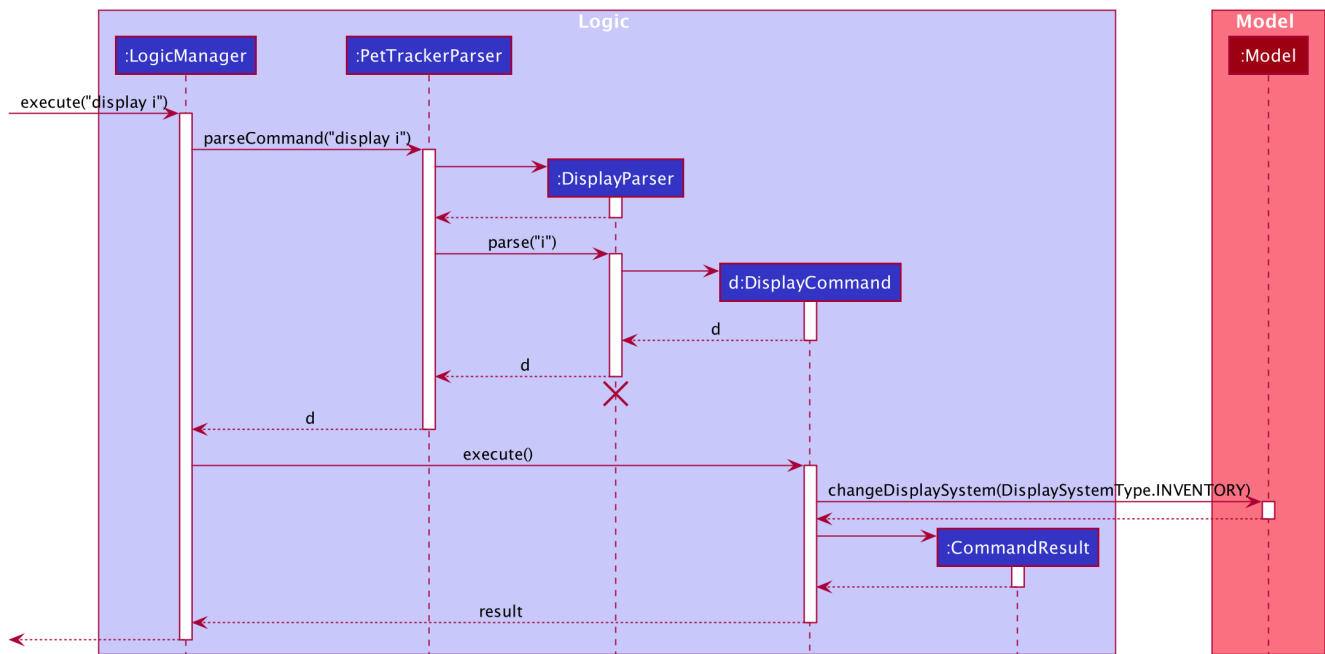 Logic
Model
:LogicManager
:PetTrackerParser
:Model
execute("display i")
parseCommand("display i")
:DisplayParser
parse("i")
d:DisplayCommand
d
d
d
execute()
changeDisplaySystem(DisplaySystemType.INVENTORY)
:CommandResult
result